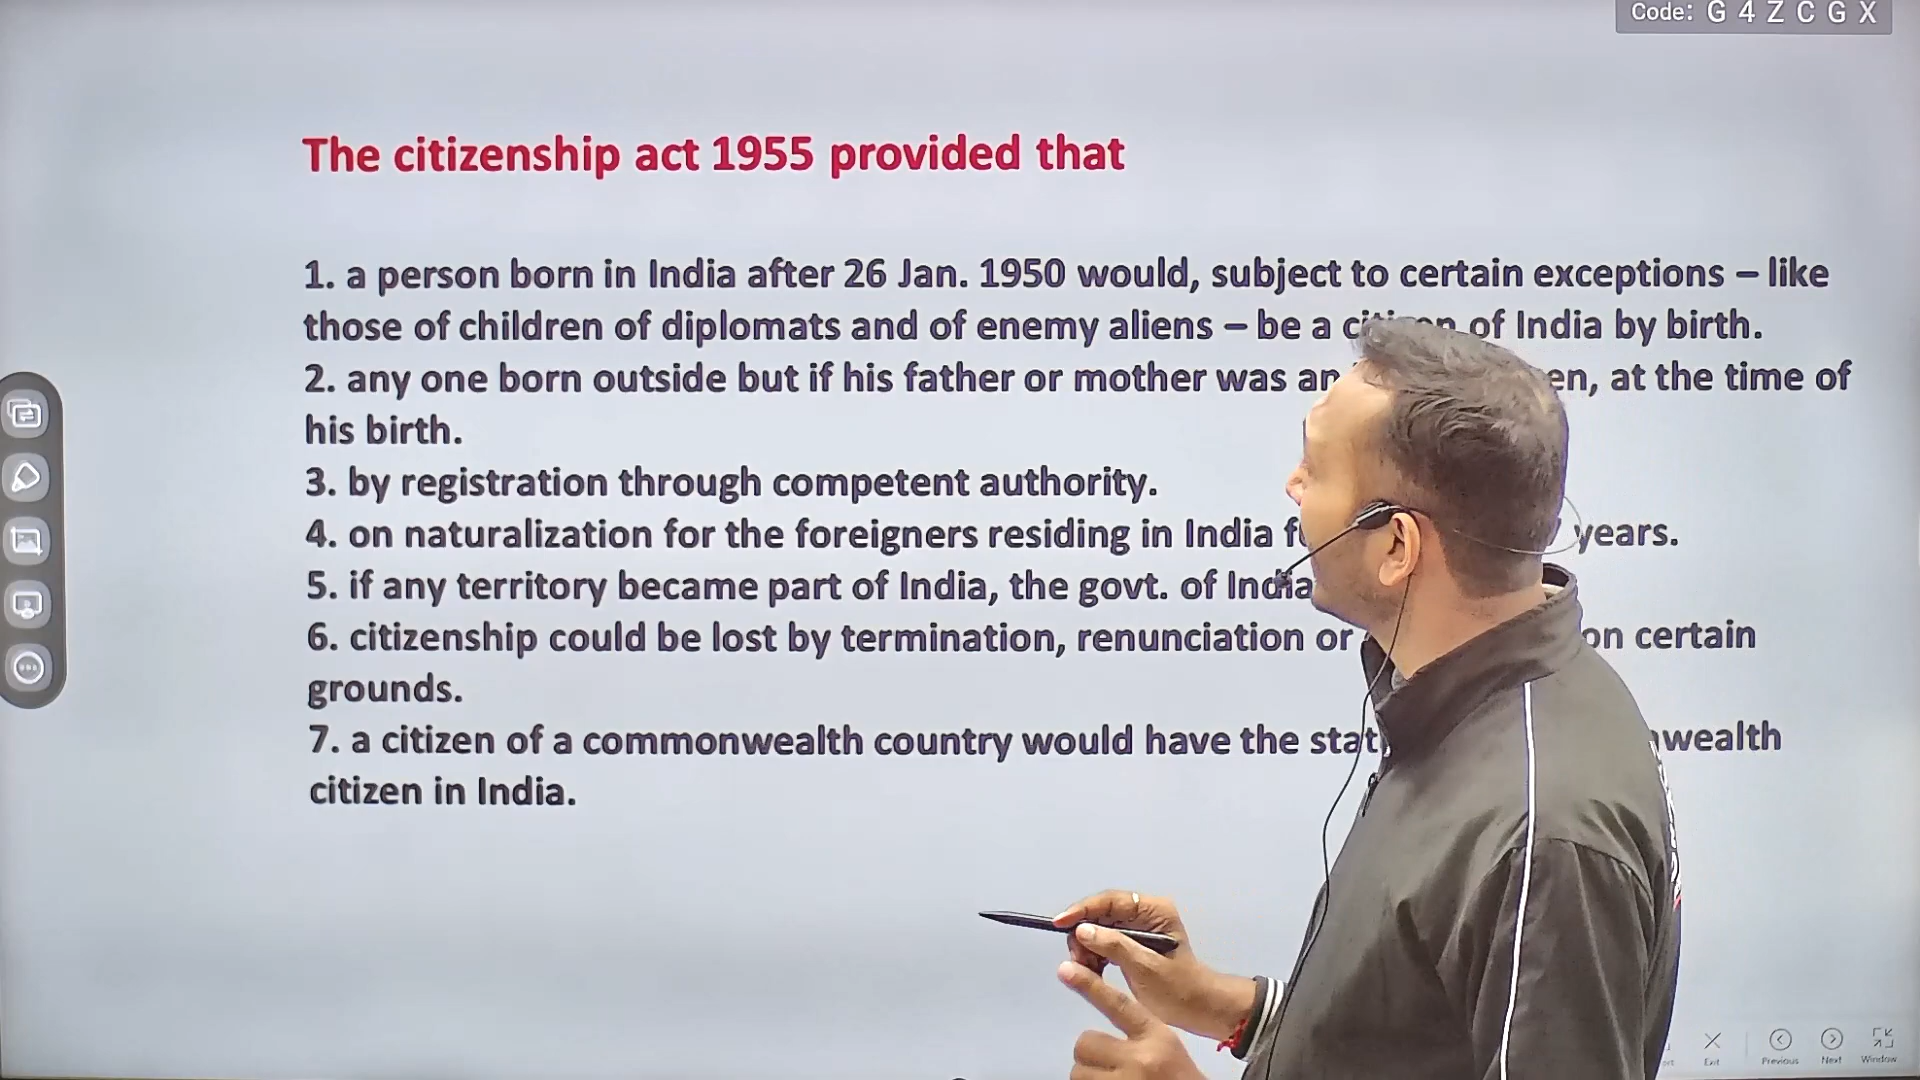 Code: G 4 Z C G X
The citizenship act 1955 provided that
1. a person born in India after 26 Jan. 1950 would, subject to certain exceptions – like
those of children of diplomats and of enemy aliens – be a citizen of India by birth.
2. any one born outside but if his father or mother was an at the time of
his birth.
3. by registration through competent authority.
4. on naturalization for the foreigners residing in India years.
5. if any territory became part of India, the govt. of India
6. citizenship could be lost by termination, renunciation or on certain
grounds.
7. a citizen of a commonwealth country would have the
citizen in India.
Exit Previous Next Window